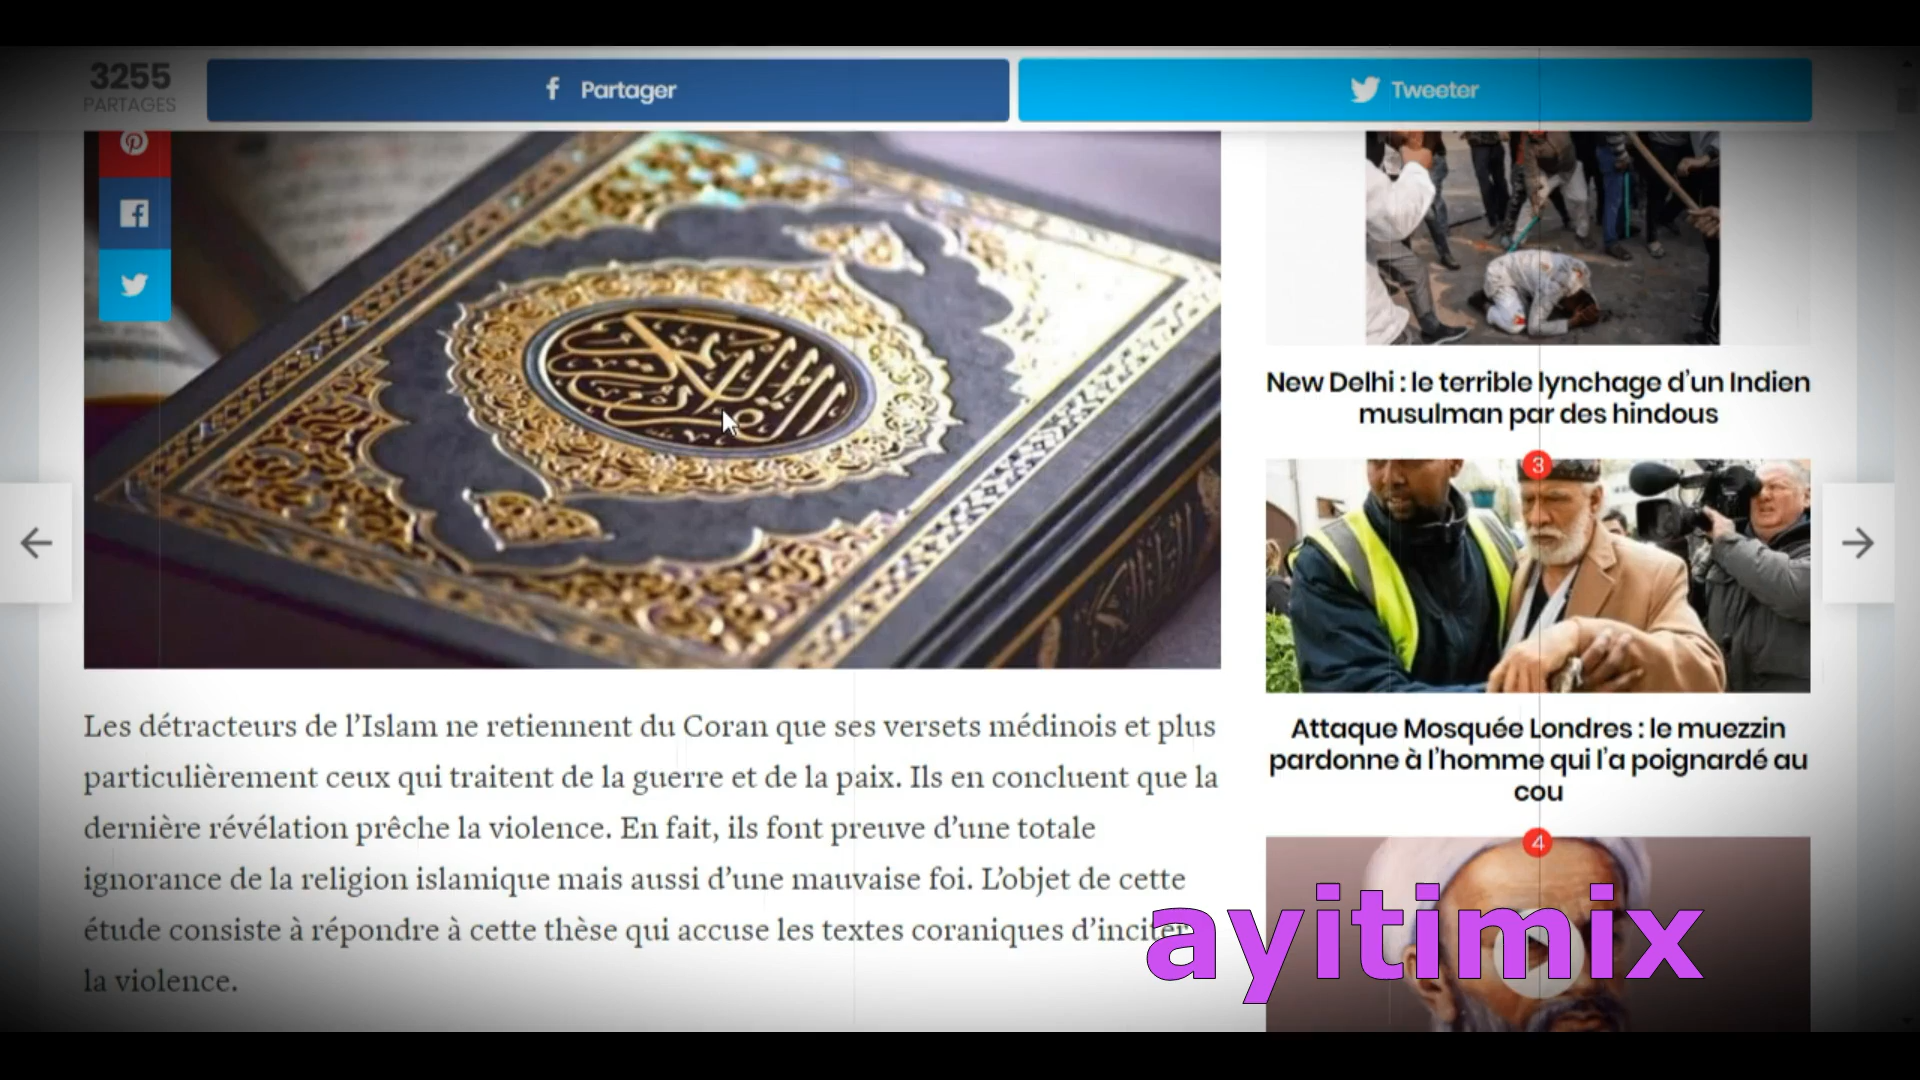 3255
PARTAGES
Partager
Tweeter
القرآن الكريم
Les détracteurs de l’Islam ne retiennent du Coran que ses versets médinois et plus
particulièrement ceux qui traitent de la guerre et de la paix. Ils en concluent que la
dernière révélation prêche la violence. En fait, ils font preuve d’une totale
ignorance de la religion islamique mais aussi d’une mauvaise foi. L’objet de cette
étude consiste à répondre à cette thèse qui accuse les textes coraniques d’inciter
la violence.
New Delhi : le terrible lynchage d’un Indien
musulman par des hindous
3
Attaque Mosquée Londres : le muezzin
pardonne à l’homme qui l’a poignardé au
cou
4
ayitimix